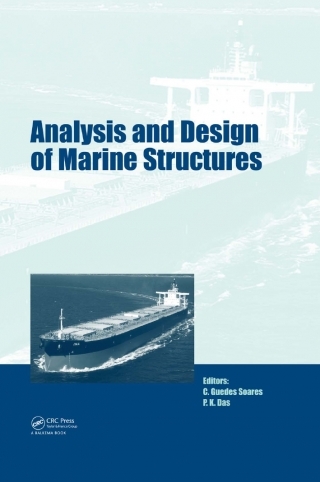 Analysis and Design
of Marine Structures
Editors:
C. Guedes Soares
P. K. Das
CRC Press
Taylor & Francis Group
A BALKEMA BOOK